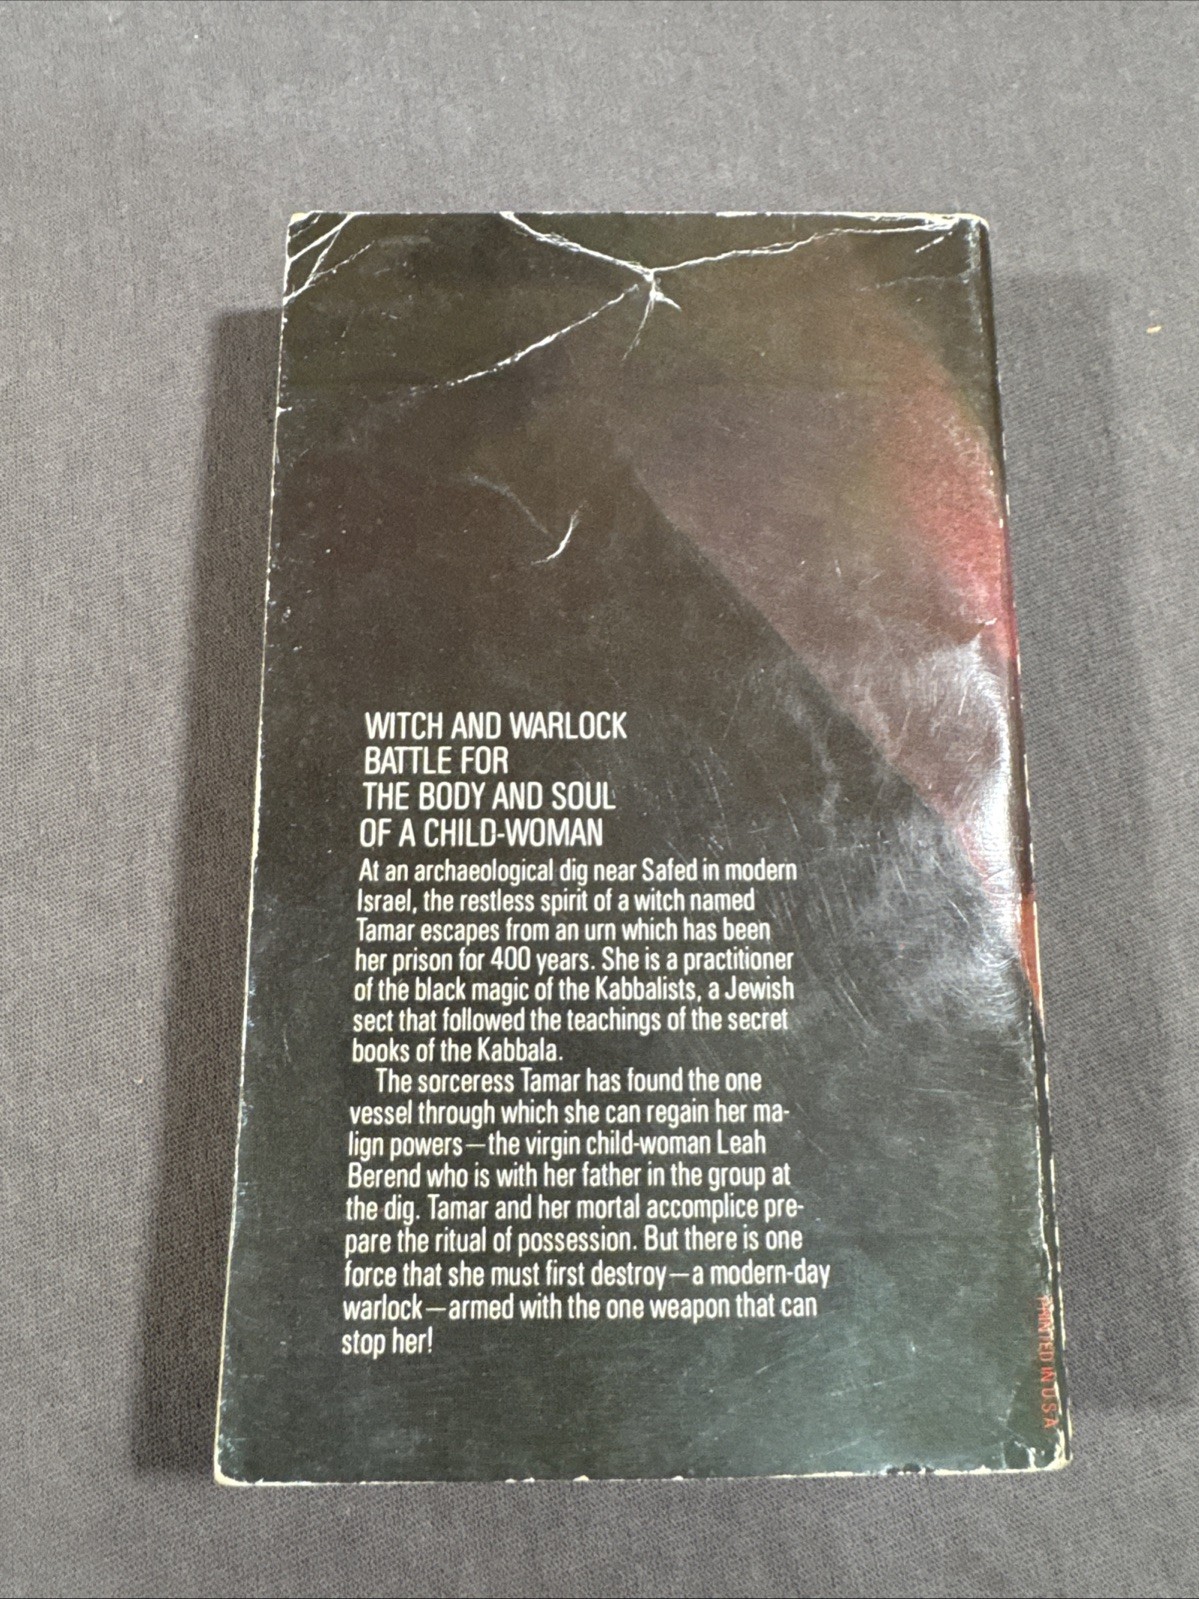 WITCH AND WARLOCK
BATTLE FOR
THE BODY AND SOUL
OF A CHILD-WOMAN
At an archaeological dig near Safed in modern
Israel, the restless spirit of a witch named
Tamar escapes from an urn which has been
her prison for 400 years. She is a practitioner
of the black magic of the Kabbalists, a Jewish
sect that followed the teachings of the secret
books of the Kabbala.
The sorceress Tamar has found the one
vessel through which she can regain her ma-
lign powers—the virgin child-woman Leah
Berend who is with her father in the group at
the dig. Tamar and her mortal accomplice pre-
pare the ritual of possession. But there is one
force that she must first destroy—a modern-day
warlock—armed with the one weapon that can
stop her!
PRINTED IN U.S.A.